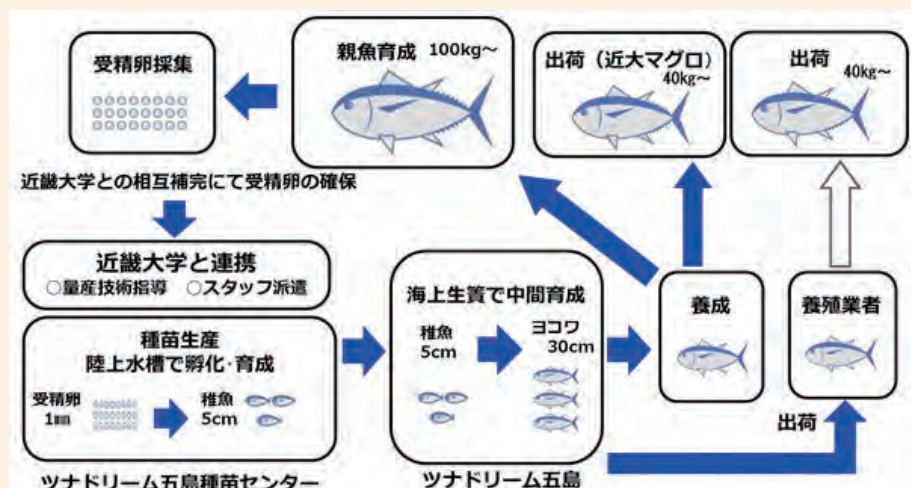 受精卵採集
親魚育成 100kg～
出荷（近大マグロ）
40kg～
出荷
40kg～
近畿大学との相互補完にて受精卵の確保
近畿大学と連携
○量産技術指導 ○スタッフ派遣
種苗生産
陸上水槽で孵化･育成
受精卵
1㎜
稚魚
5cm
ツナドリーム五島種苗センター
海上生簀で中間育成
稚魚
5cm
ヨコワ
30cm
ツナドリーム五島
養成
養殖業者
出荷